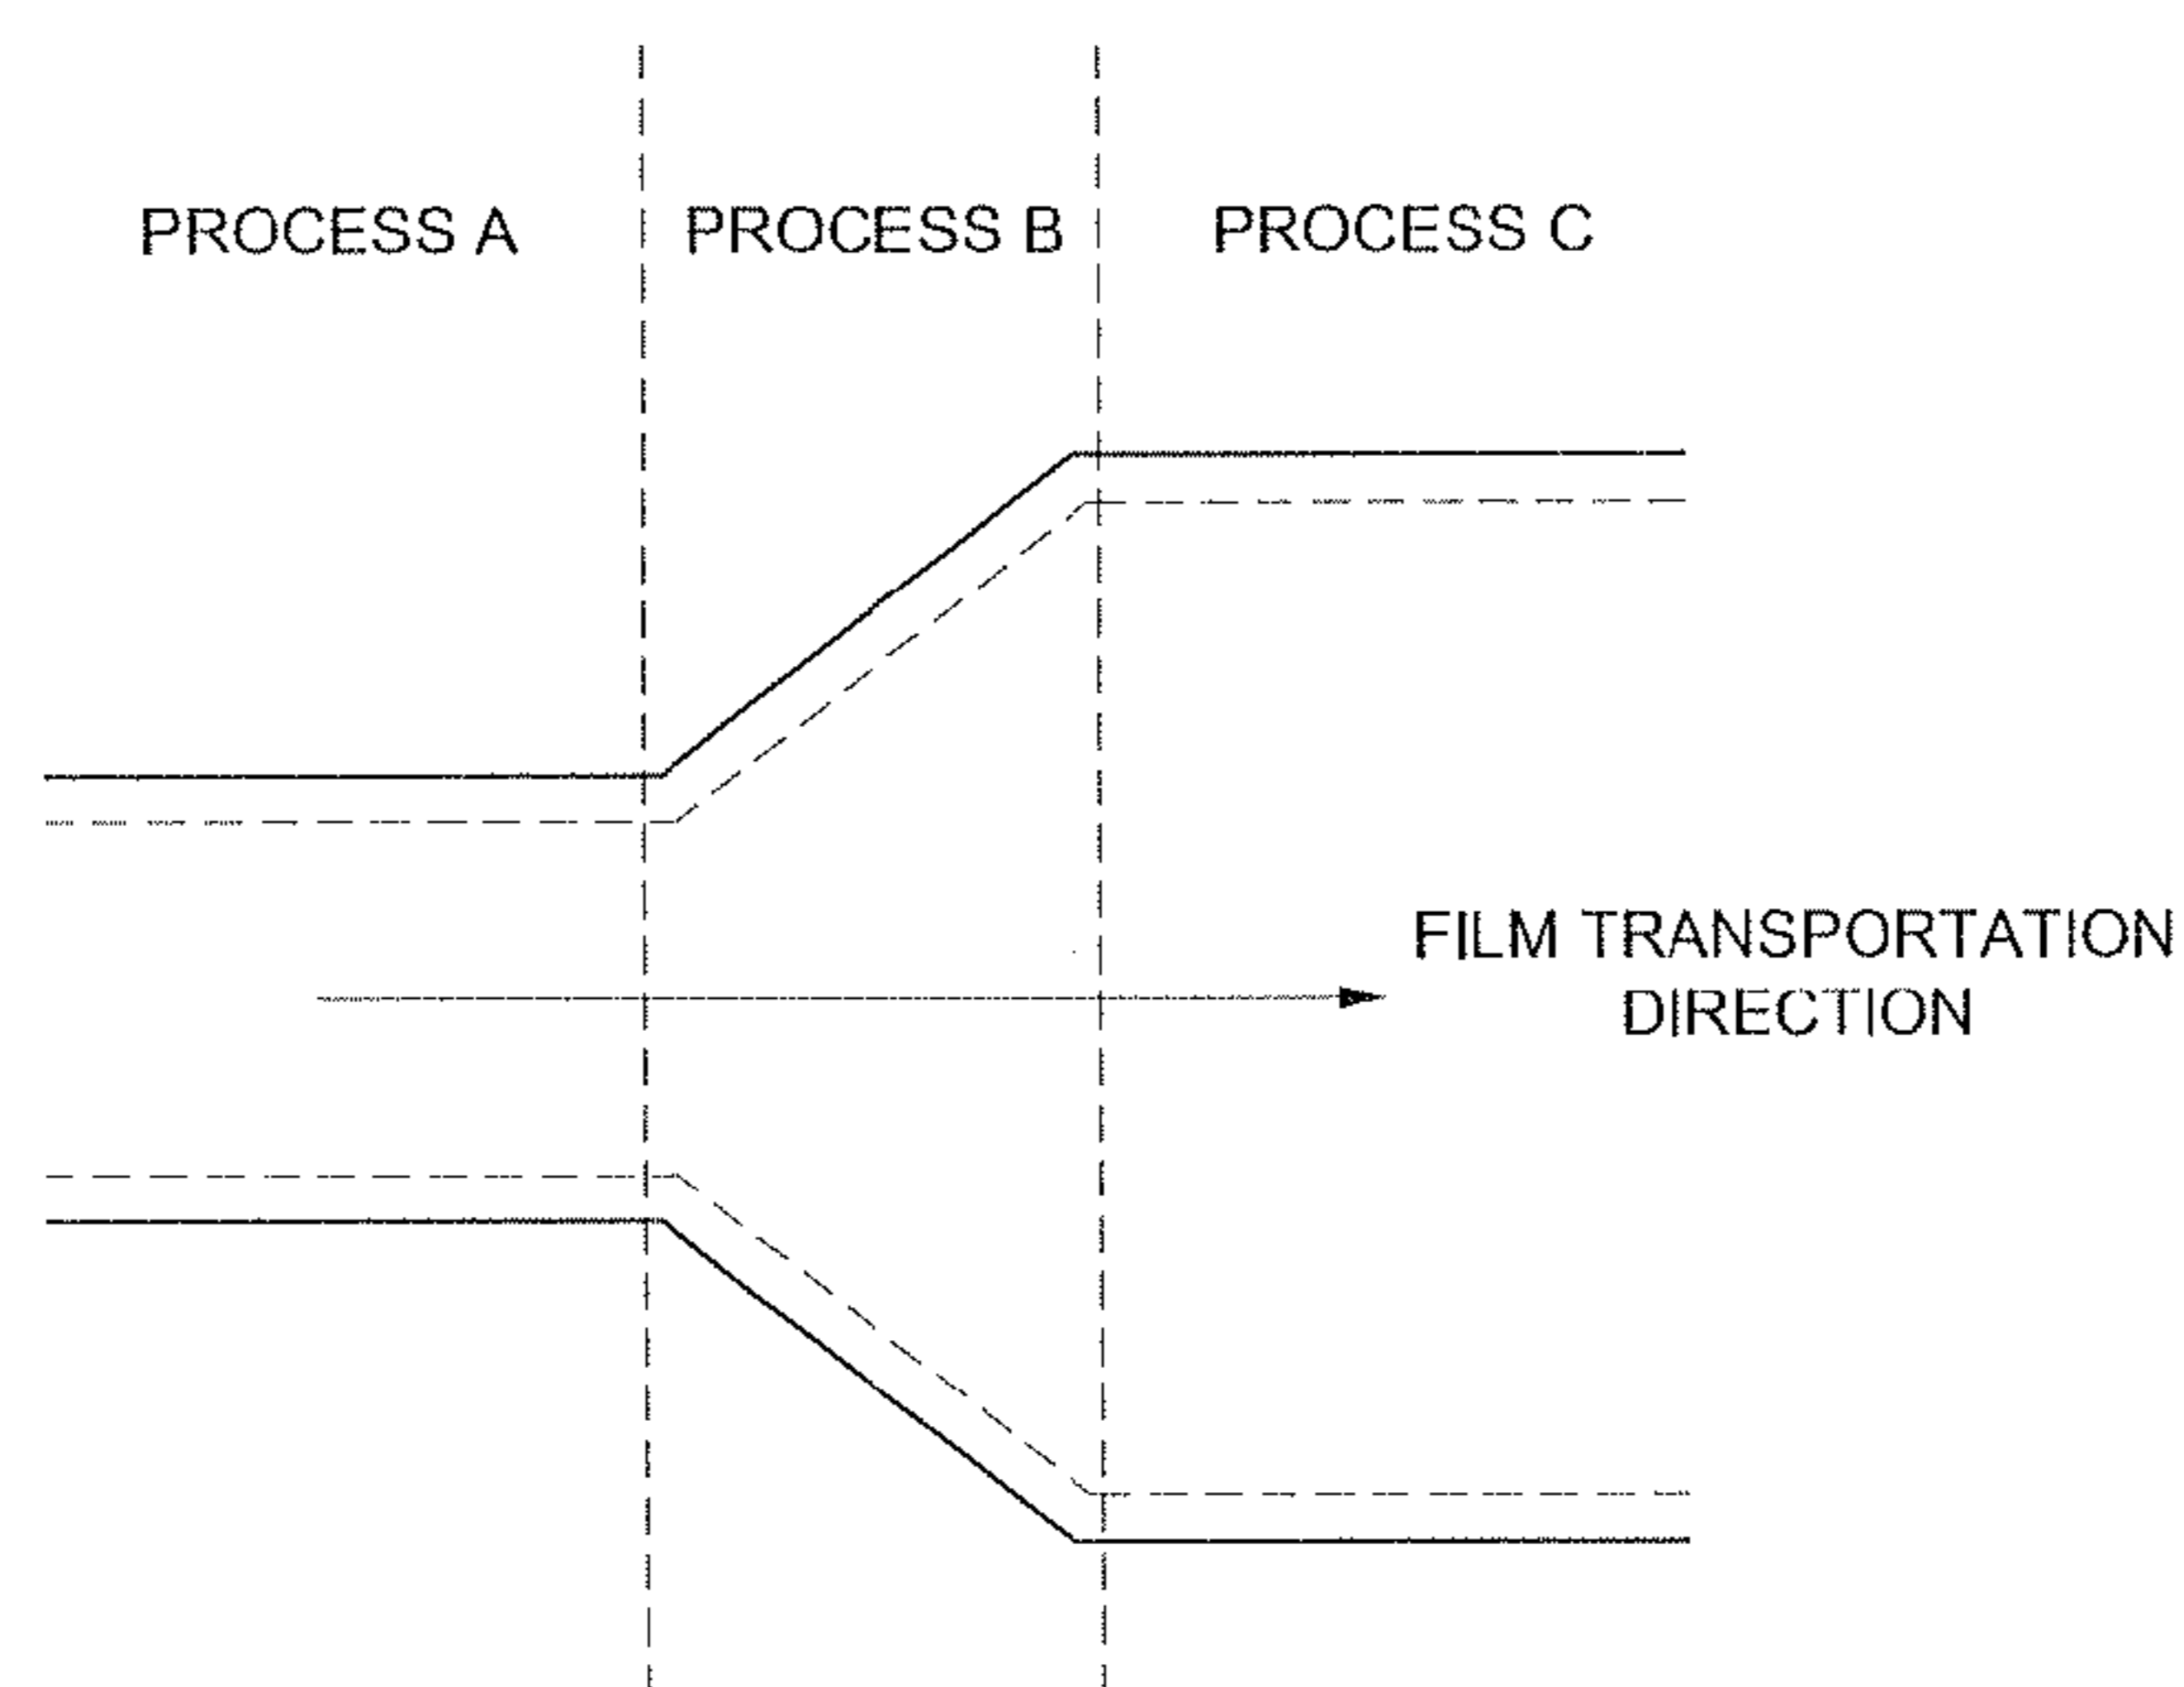 PROCESS A
PROCESS B
PROCESS C
FILM TRANSPORTATION
DIRECTION